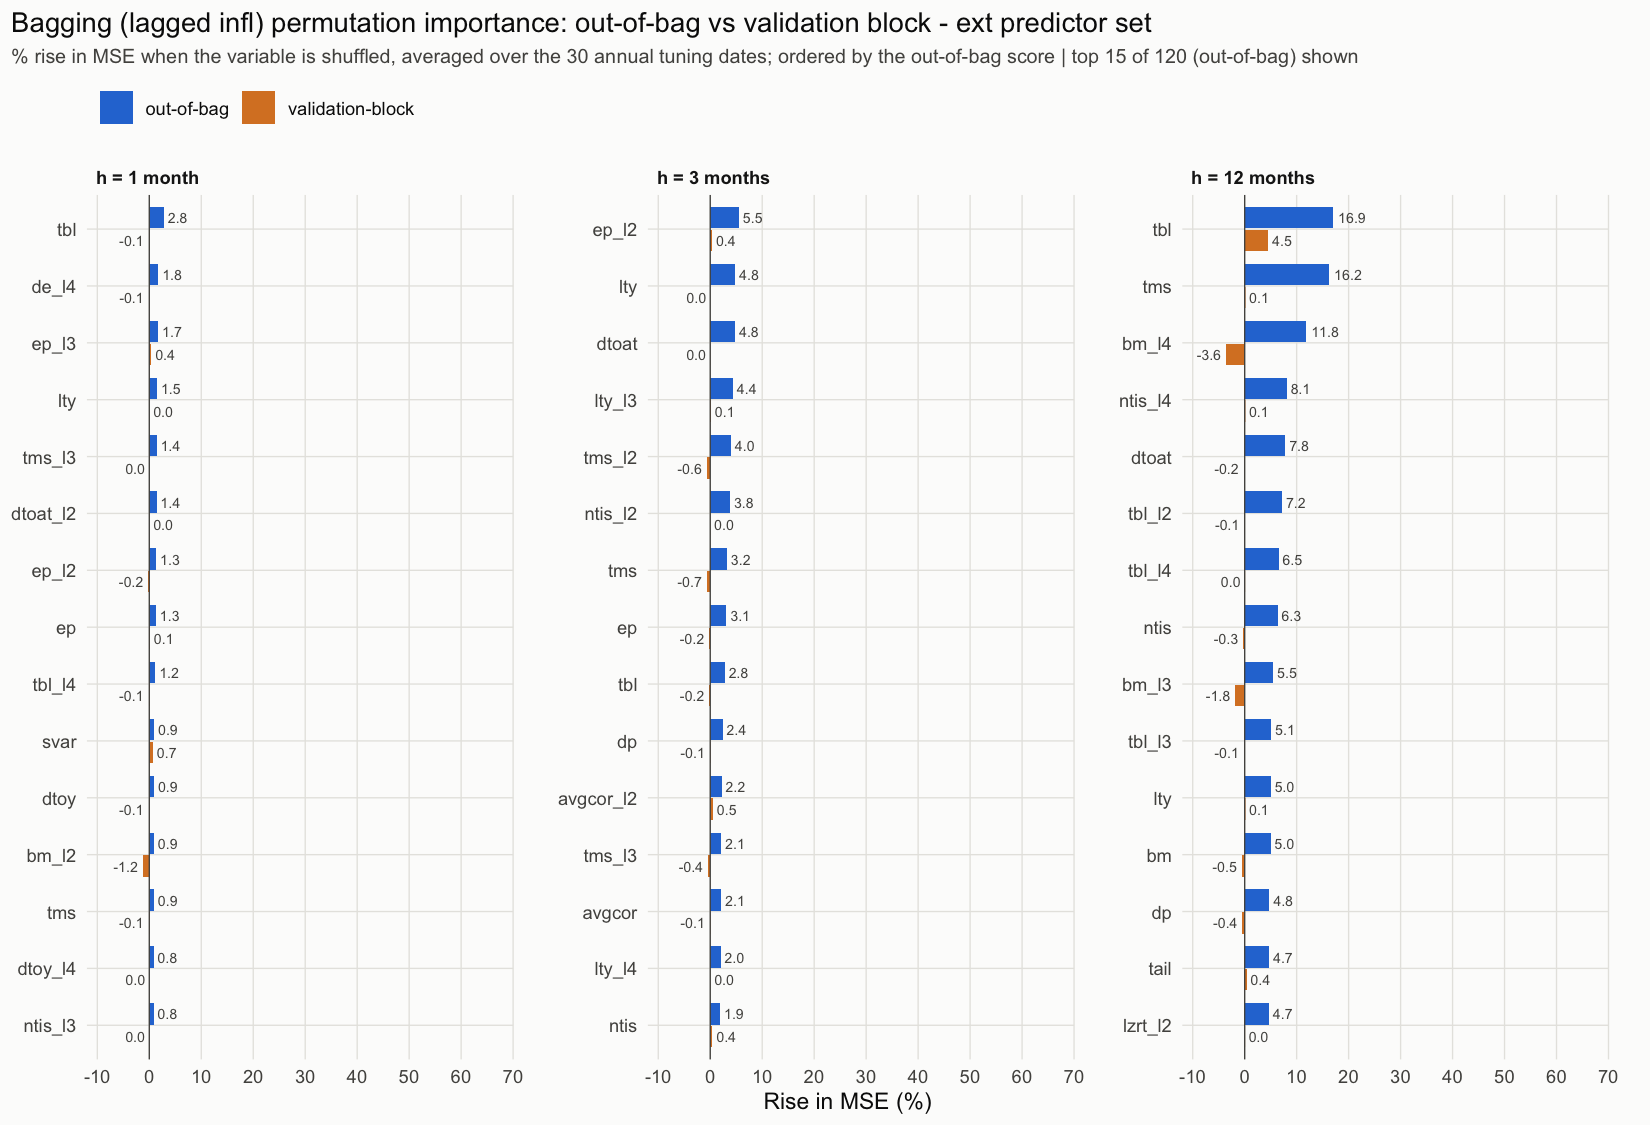 Bagging (lagged infl) permutation importance: out-of-bag vs validation block - ext predictor set
% rise in MSE when the variable is shuffled, averaged over the 30 annual tuning dates; ordered by the out-of-bag score | top 15 of 120 (out-of-bag) shown
out-of-bag validation-block
h = 1 month
tbl 2.8
-0.1
de_l4 1.8
-0.1
ep_l3 1.7
0.4
lty 1.5
0.0
tms_l3 1.4
0.0
dtoat_l2 1.4
0.0
ep_l2 1.3
-0.2
ep 1.3
0.1
tbl_l4 1.2
-0.1
svar 0.9
0.7
dtoy 0.9
-0.1
bm_l2 0.9
-1.2
tms 0.9
-0.1
dtoy_l4 0.8
0.0
ntis_l3 0.8
0.0
-10 0 10 20 30 40 50 60 70
h = 3 months
ep_l2 5.5
0.4
lty 4.8
0.0
dtoat 4.8
0.0
lty_l3 4.4
0.1
tms_l2 4.0
-0.6
ntis_l2 3.8
0.0
tms 3.2
-0.7
ep 3.1
-0.2
tbl 2.8
-0.2
dp 2.4
-0.1
avgcor_l2 2.2
0.5
tms_l3 2.1
-0.4
avgcor 2.1
-0.1
lty_l4 2.0
0.0
ntis 1.9
0.4
-10 0 10 20 30 40 50 60 70
h = 12 months
tbl 16.9
4.5
tms 16.2
0.1
bm_l4 11.8
-3.6
ntis_l4 8.1
0.1
dtoat 7.8
-0.2
tbl_l2 7.2
-0.1
tbl_l4 6.5
0.0
ntis 6.3
-0.3
bm_l3 5.5
-1.8
tbl_l3 5.1
-0.1
lty 5.0
0.1
bm 5.0
-0.5
dp 4.8
-0.4
tail 4.7
0.4
lzrt_l2 4.7
0.0
-10 0 10 20 30 40 50 60 70
Rise in MSE (%)